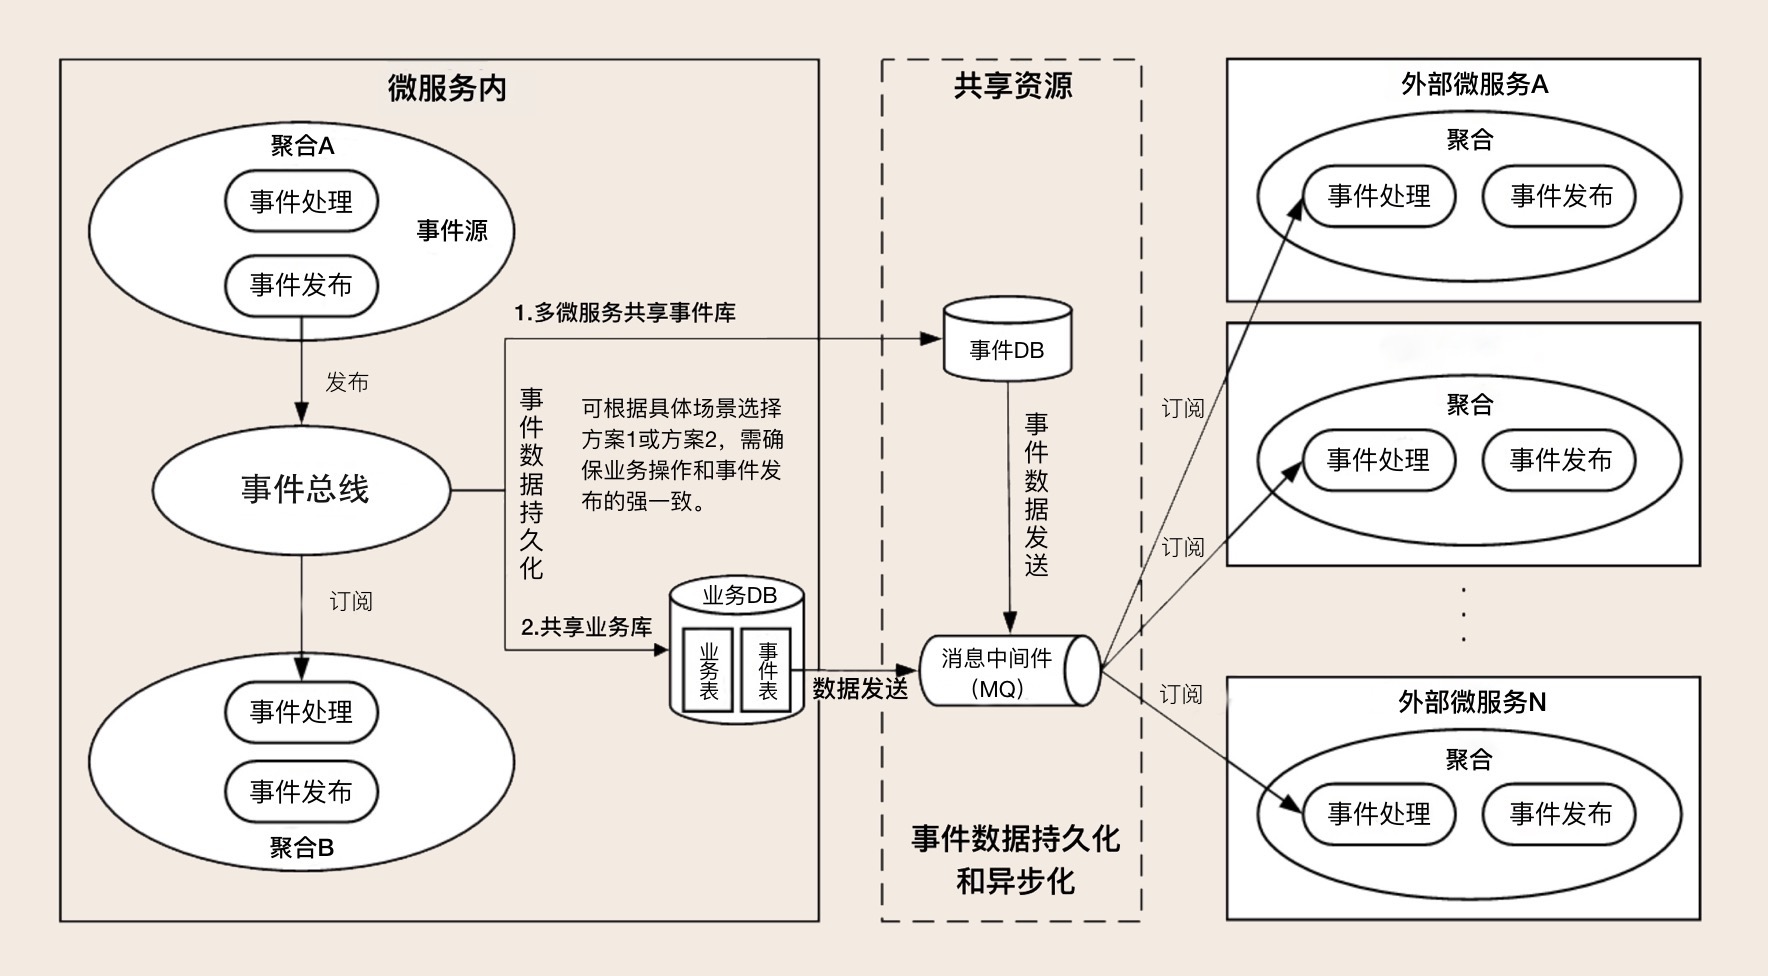 微服务内
聚合A
事件处理
事件源
事件发布
发布
事件总线
订阅
事件处理
事件发布
聚合B
1.多微服务共享事件库
事件数据持久化
可根据具体场景选择
方案1或方案2，需确
保业务操作和事件发
布的强一致。
2.共享业务库
业务DB
业务表
事件表
数据发送
共享资源
事件DB
事件数据发送
消息中间件
（MQ）
事件数据持久化
和异步化
订阅
订阅
订阅
外部微服务A
聚合
事件处理
事件发布
聚合
事件处理
事件发布
外部微服务N
聚合
事件处理
事件发布